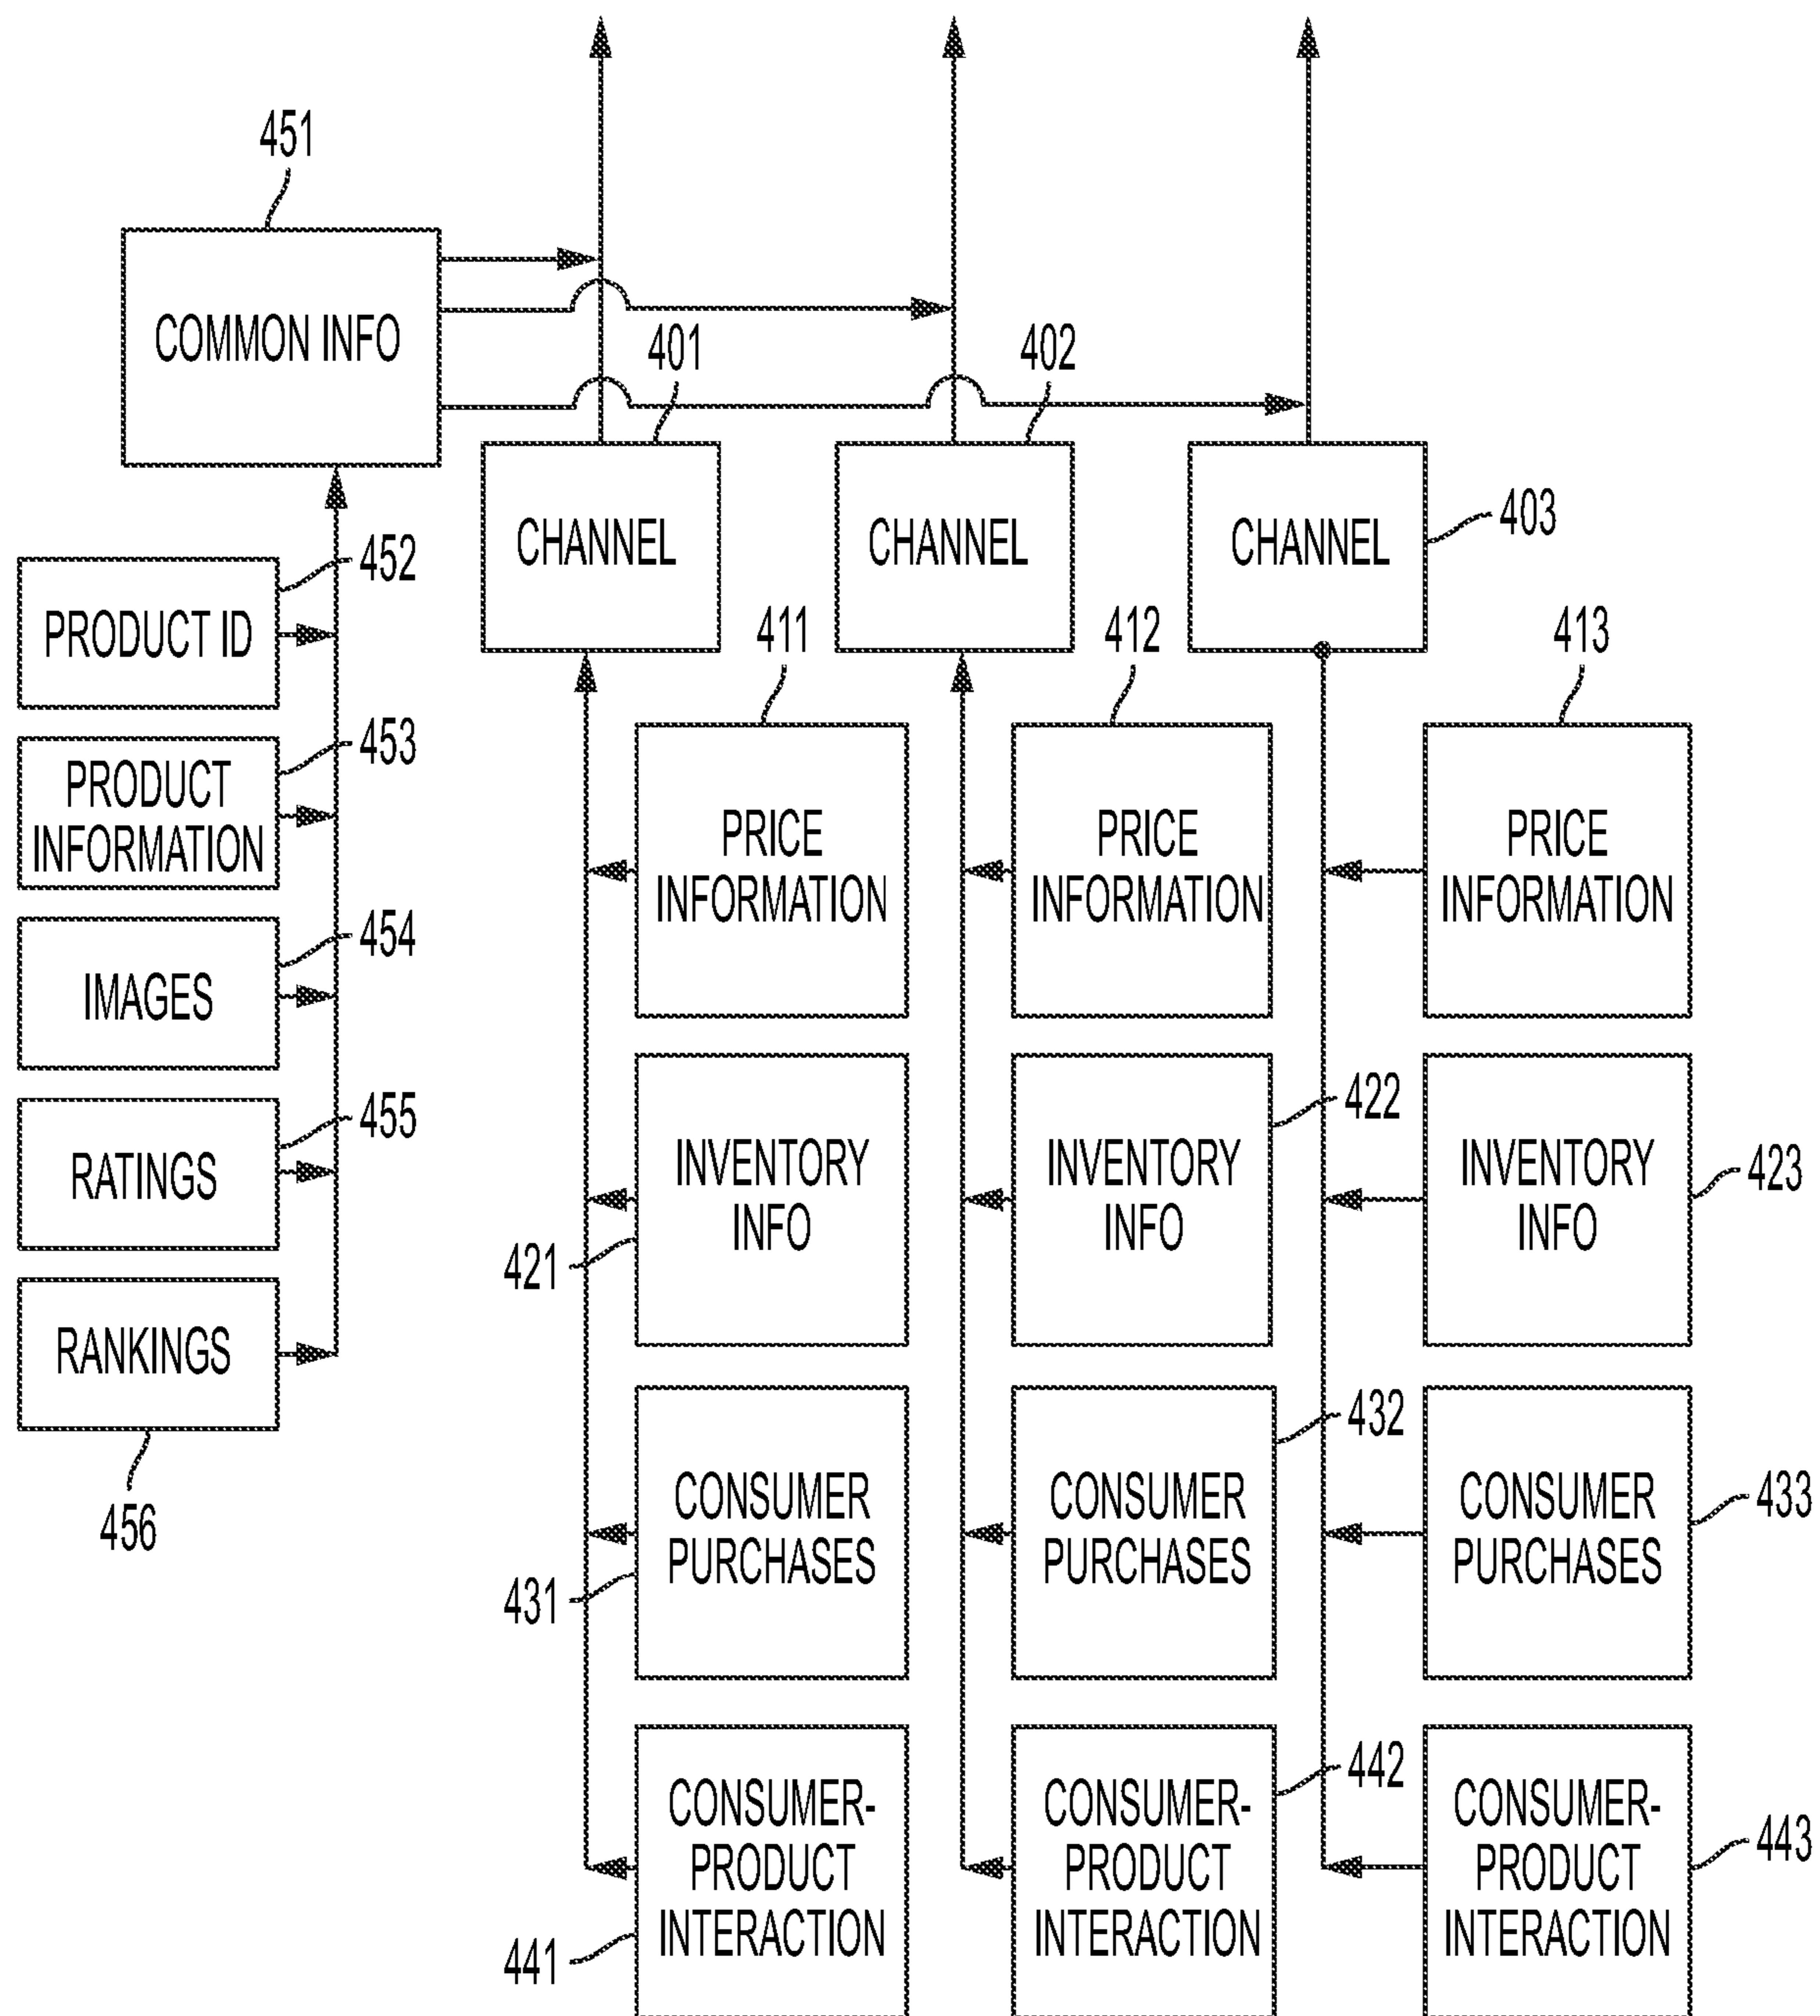 451
COMMON INFO
401
402
CHANNEL
CHANNEL
CHANNEL
403
452
PRODUCT ID
453
PRODUCT
INFORMATION
454
IMAGES
455
RATINGS
RANKINGS
456
411
PRICE
INFORMATION
412
PRICE
INFORMATION
413
PRICE
INFORMATION
INVENTORY
INFO
421
INVENTORY
INFO
422
INVENTORY
INFO
423
CONSUMER
PURCHASES
431
CONSUMER
PURCHASES
432
CONSUMER
PURCHASES
433
CONSUMER-
PRODUCT
INTERACTION
441
CONSUMER-
PRODUCT
INTERACTION
442
CONSUMER-
PRODUCT
INTERACTION
443